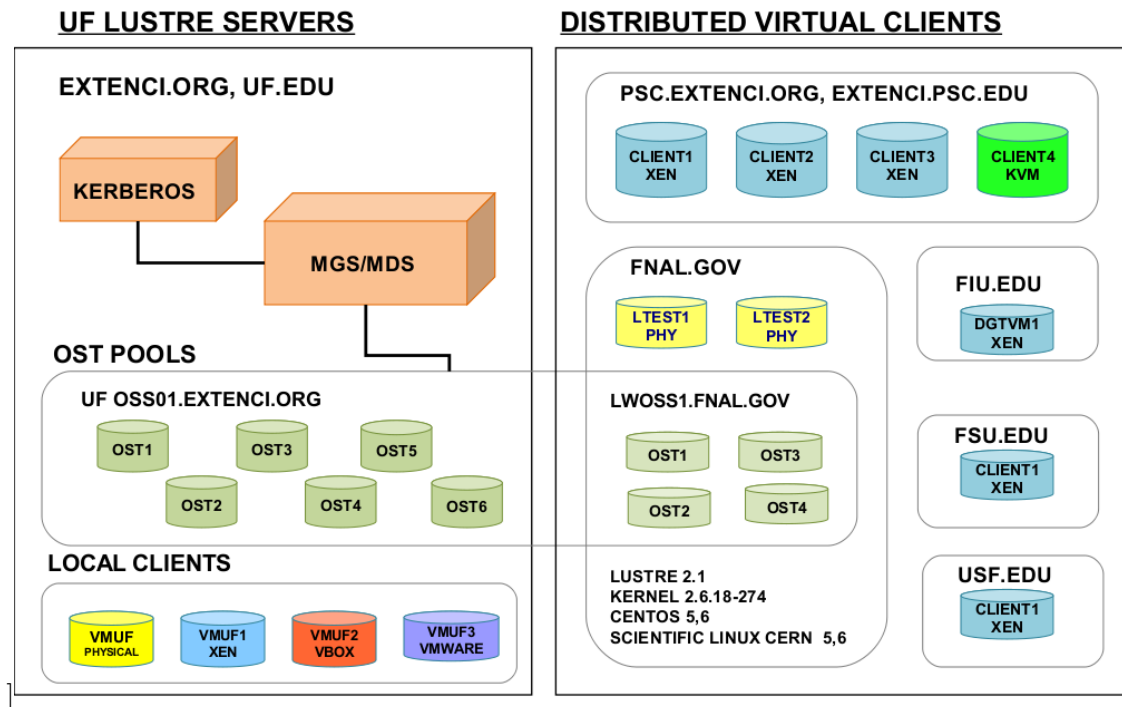 UF LUSTRE SERVERS
EXTENCI.ORG, UF.EDU
KERBEROS
MGS/MDS
OST POOLS
UF OSS01.EXTENCI.ORG
OST1
OST3
OST5
OST2
OST4
OST6
LOCAL CLIENTS
VMUF
PHYSICAL
VMUF1
XEN
VMUF2
VBOX
VMUF3
VMWARE
DISTRIBUTED VIRTUAL CLIENTS
PSC.EXTENCI.ORG, EXTENCI.PSC.EDU
CLIENT1
XEN
CLIENT2
XEN
CLIENT3
XEN
CLIENT4
KVM
FNAL.GOV
LTEST1
PHY
LTEST2
PHY
LWOSS1.FNAL.GOV
OST1
OST3
OST2
OST4
LUSTRE 2.1
KERNEL 2.6.18-274
CENTOS 5,6
SCIENTIFIC LINUX CERN 5,6
FIU.EDU
DGTVM1
XEN
FSU.EDU
CLIENT1
XEN
USF.EDU
CLIENT1
XEN